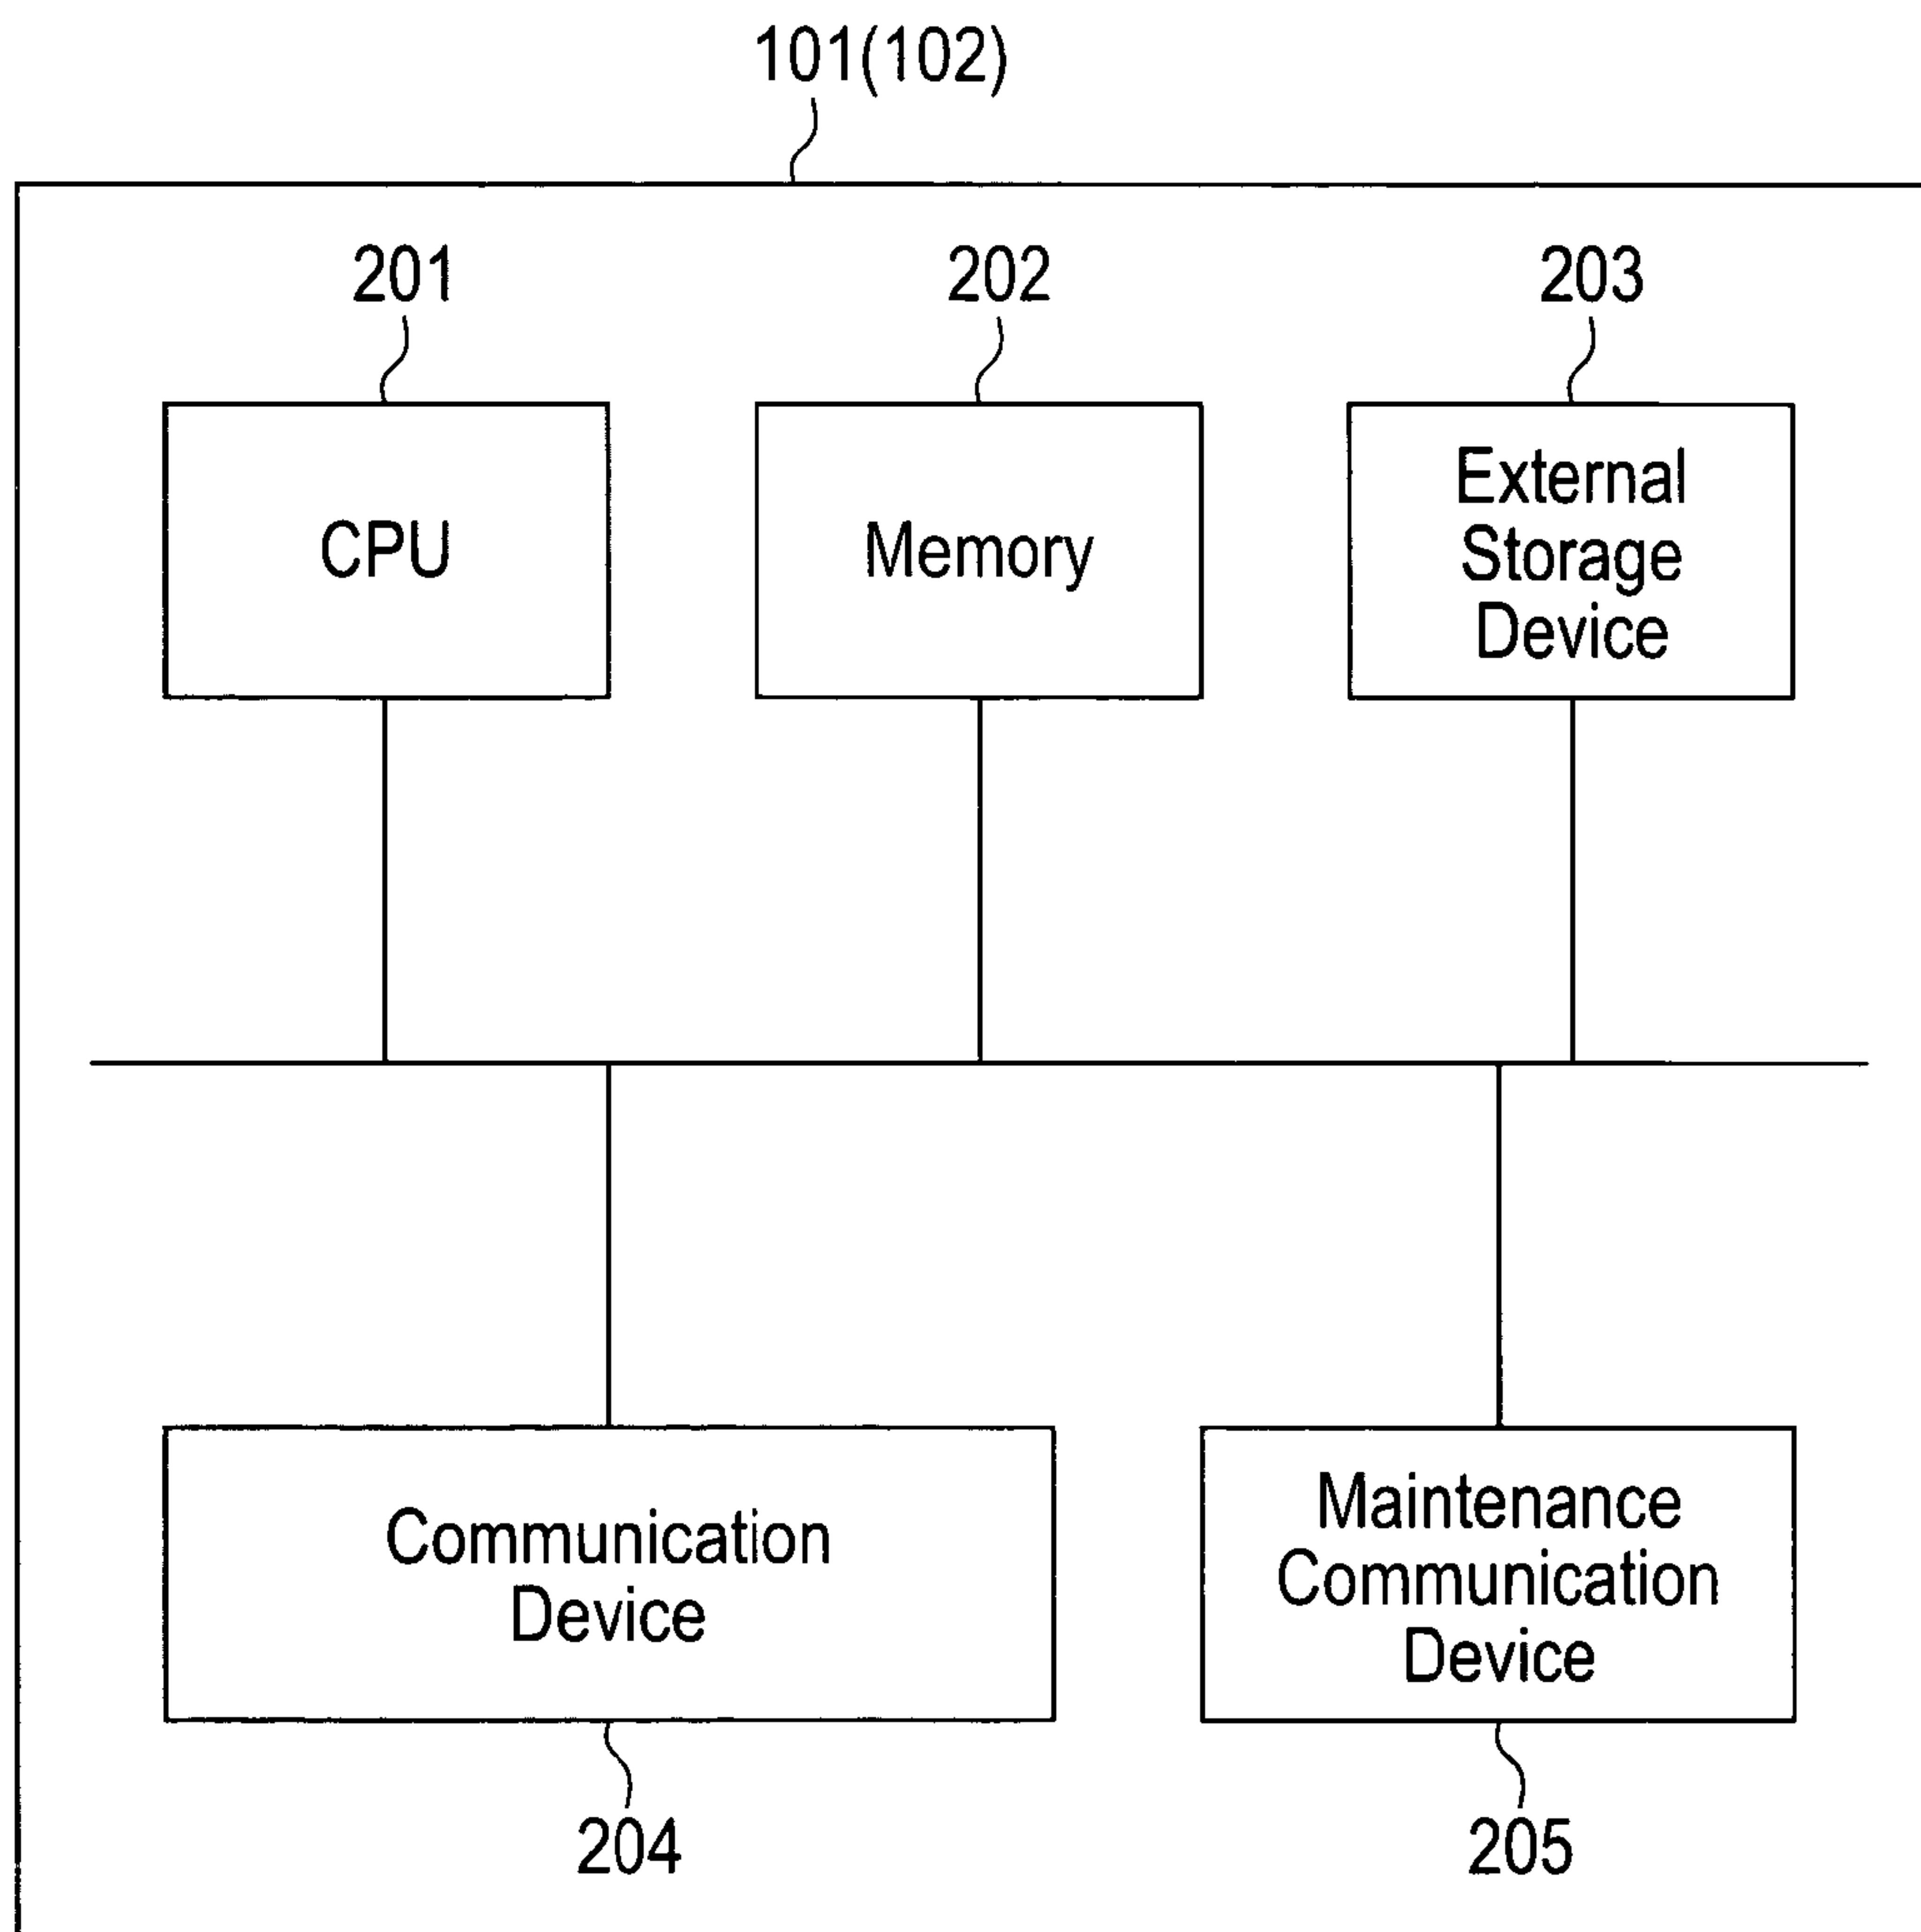 101(102)
201
202
203
CPU
Memory
External
Storage
Device
Communication
Device
Maintenance
Communication
Device
204
205